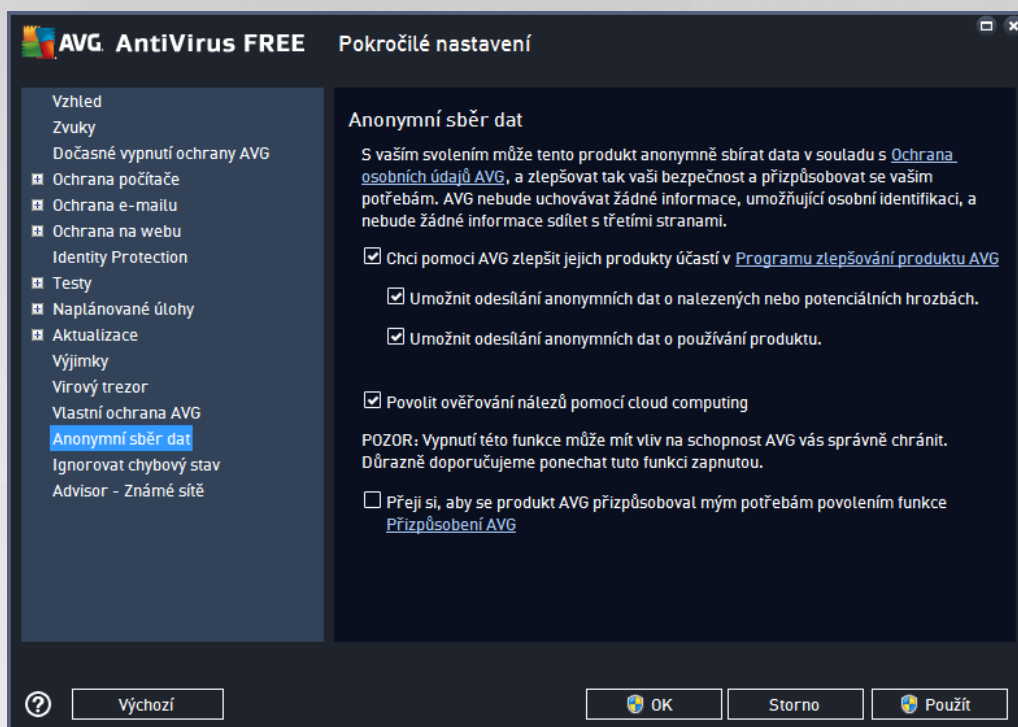 AVG. AntiVirus FREE
Pokročilé nastavení
Vzhled
Zvuky
Dočasné vypnutí ochrany AVG
Ochrana počítače
Ochrana e-mailu
Ochrana na webu
Identity Protection
Testy
Naplánované úlohy
Aktualizace
Výjimky
Virový trezor
Vlastní ochrana AVG
Anonymní sběr dat
Ignorovat chybový stav
Advisor - Známé sítě
Anonymní sběr dat
S vaším svolením může tento produkt anonymně sbírat data v souladu s Ochrana
osobních údajů AVG, a zlepšovat tak vaši bezpečnost a přizpůsobovat se vašim
potřebám. AVG nebude uchovávat žádné informace, umožňující osobní identifikaci, a
nebude žádné informace sdílet s třetími stranami.
Chci pomoci AVG zlepšit jejich produkty účastí v Programu zlepšování produktu AVG
Umožnit odesílání anonymních dat o nalezených nebo potenciálních hrozbách.
Umožnit odesílání anonymních dat o používání produktu.
Povolit ověřování nálezů pomocí cloud computing
POZOR: Vypnutí této funkce může mít vliv na schopnost AVG vás správně chránit.
Důrazně doporučujeme ponechat tuto funkci zapnutou.
Přeji si, aby se produkt AVG přizpůsoboval mým potřebám povolením funkce
Přizpůsobení AVG
Výchozí
OK
Storno
Použít